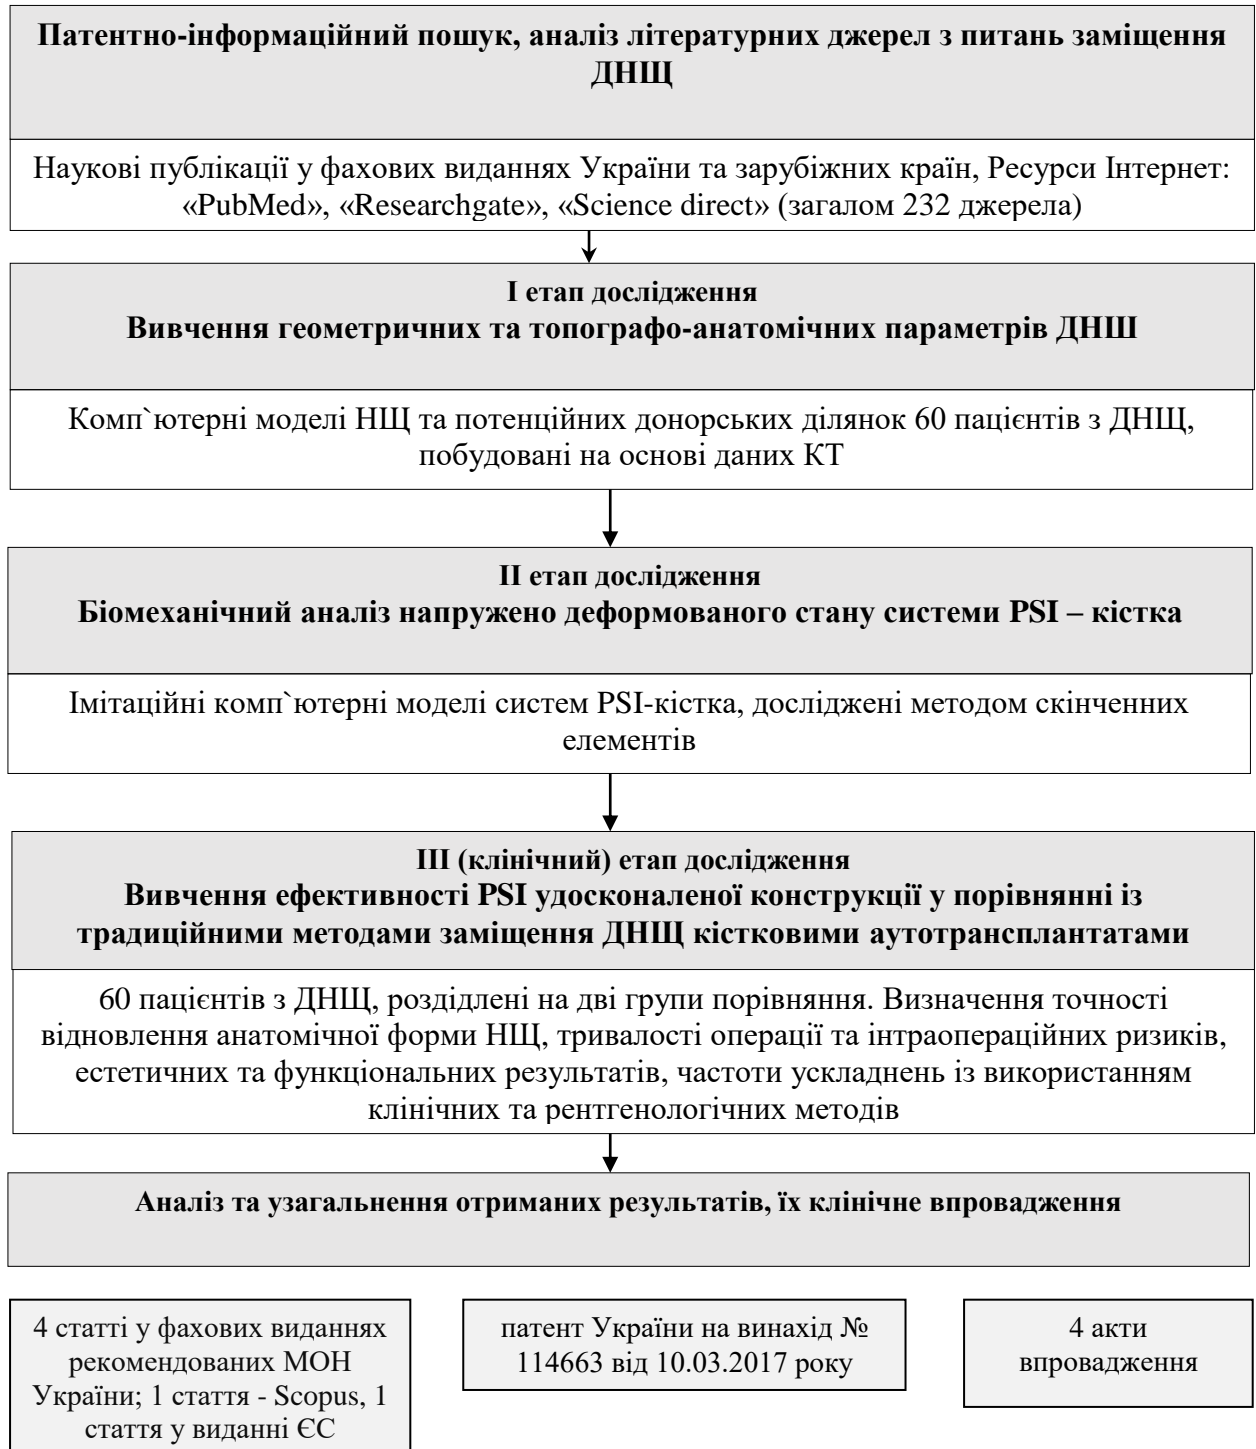 Патентно-інформаційний пошук, аналіз літературних джерел з питань заміщення
ДНЩ
Наукові публікації у фахових виданнях України та зарубіжних країн, Ресурси Інтернет:
«PubMed», «Researchgate», «Science direct» (загалом 232 джерела)
І етап дослідження
Вивчення геометричних та топографо-анатомічних параметрів ДНШ
Комп`ютерні моделі НЩ та потенційних донорських ділянок 60 пацієнтів з ДНЩ,
побудовані на основі даних КТ
ІІ етап дослідження
Біомеханічний аналіз напружено деформованого стану системи PSI – кістка
Імітаційні комп`ютерні моделі систем PSI-кістка, досліджені методом скінченних
елементів
ІІІ (клінічний) етап дослідження
Вивчення ефективності PSI удосконаленої конструкції у порівнянні із
традиційними методами заміщення ДНЩ кістковими аутотрансплантатами
60 пацієнтів з ДНЩ, роздідлені на дві групи порівняння. Визначення точності
відновлення анатомічної форми НЩ, тривалості операції та інтраопераційних ризиків,
естетичних та функціональних результатів, частоти ускладнень із використанням
клінічних та рентгенологічних методів
Аналіз та узагальнення отриманих результатів, їх клінічне впровадження
4 статті у фахових виданнях
рекомендованих МОН
України; 1 стаття - Scopus, 1
стаття у виданні ЄС
патент України на винахід №
114663 від 10.03.2017 року
4 акти
впровадження